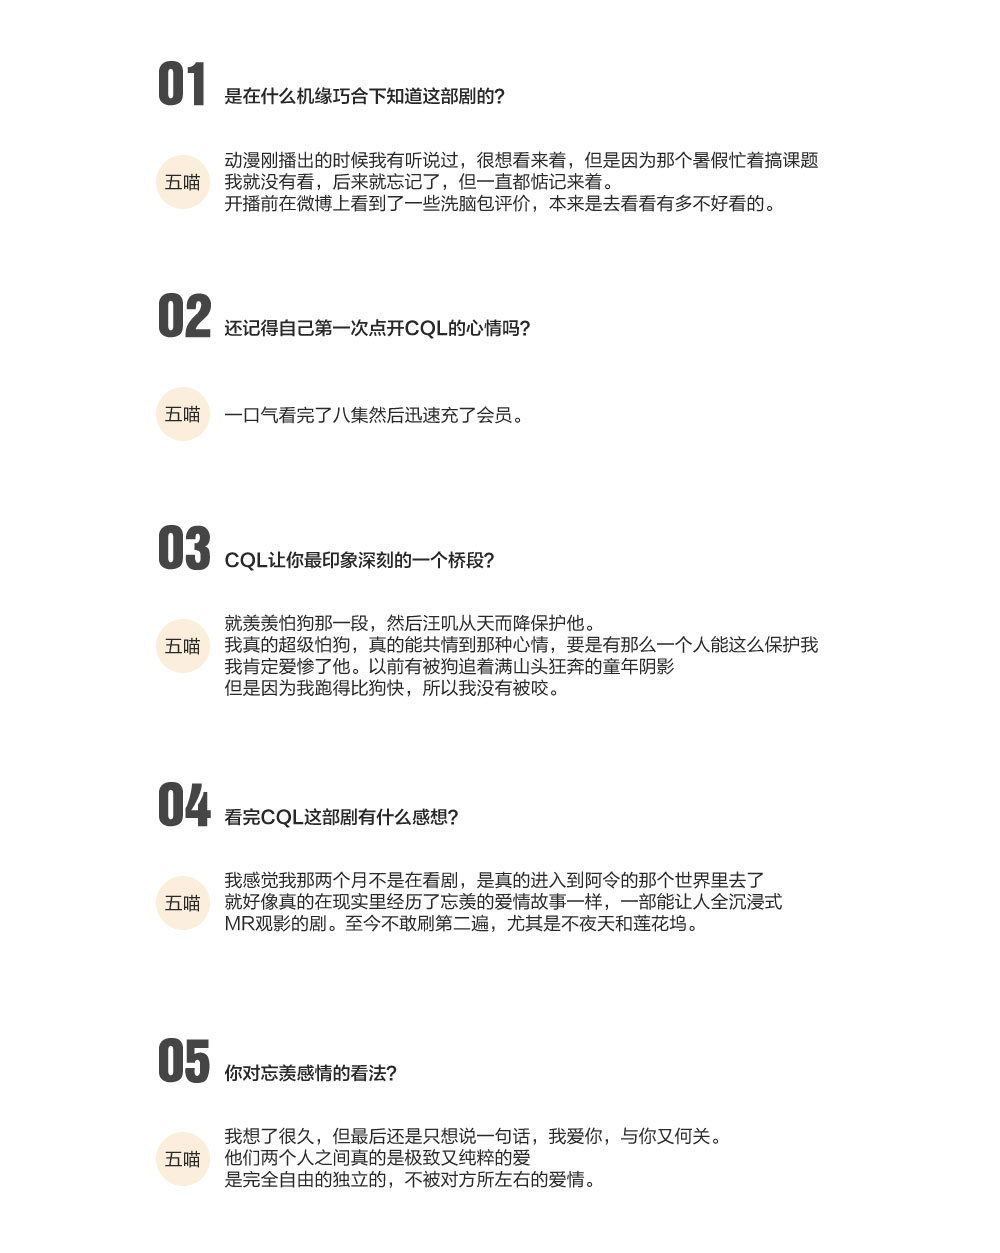 01 是在什么机缘巧合下知道这部剧的?
五喵
动漫刚播出的时候我有听说过，很想看来着，但是因为那个暑假忙着搞课题
我就没有看，后来就忘记了，但一直都惦记来着。
开播前在微博上看到了一些洗脑包评价，本来是去看看有多不好看的。
02 还记得自己第一次点开CQL的心情吗?
五喵
一口气看完了八集然后迅速充了会员。
03 CQL让你最印象深刻的一个桥段?
五喵
就羡羡怕狗那一段，然后汪叽从天而降保护他。
我真的超级怕狗，真的能共情到那种心情，要是有那么一个人能这么保护我
我肯定爱惨了他。以前有被狗追着满山头狂奔的童年阴影
但是因为我跑得比狗快，所以我没有被咬。
04 看完CQL这部剧有什么感想?
五喵
我感觉我那两个月不是在看剧，是真的进入到阿令的那个世界里去了
就好像真的在现实里经历了忘羡的爱情故事一样，一部能让人全沉浸式
MR观影的剧。至今不敢刷第二遍，尤其是不夜天和莲花坞。
05 你对忘羡感情的看法?
五喵
我想了很久，但最后还是只想说一句话，我爱你，与你又何关。
他们两个人之间真的是极致又纯粹的爱
是完全自由的独立的，不被对方所左右的爱情。